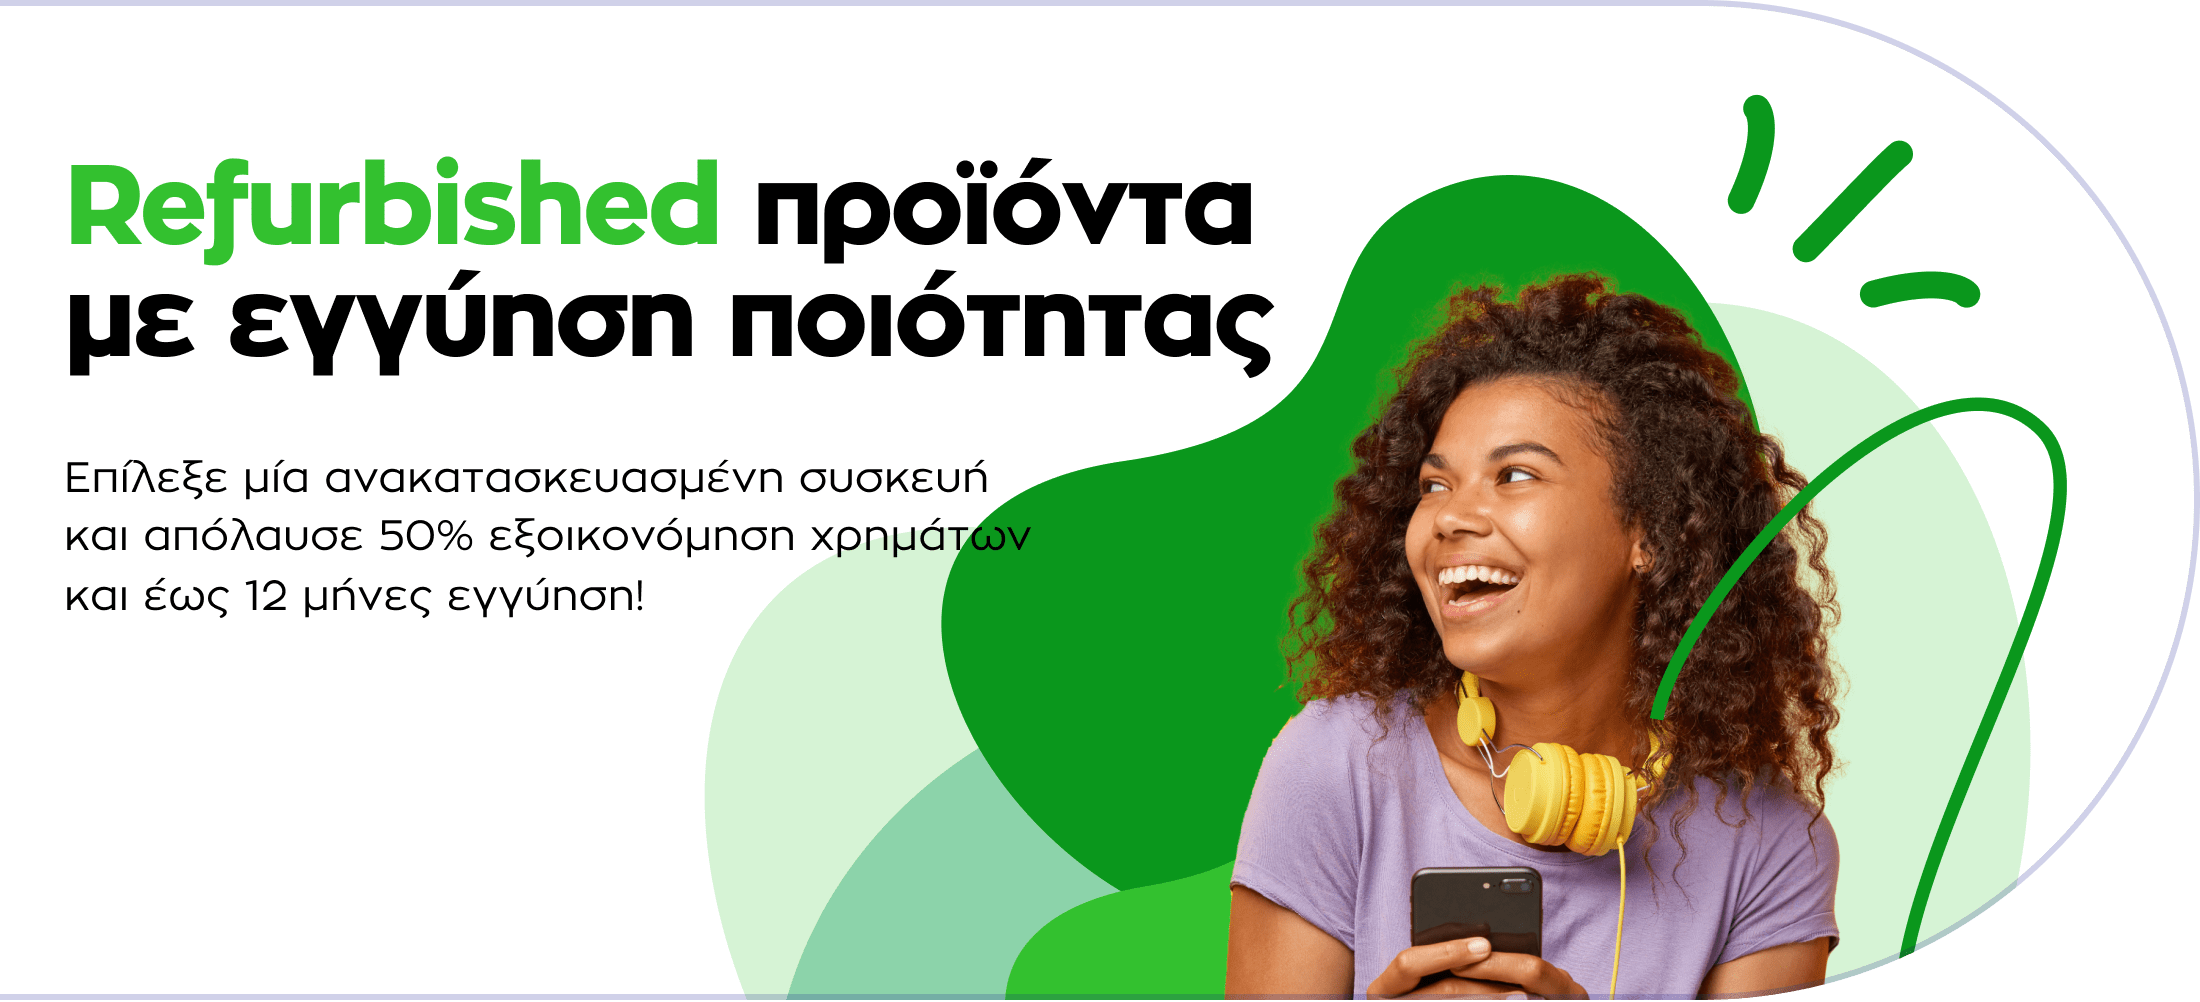 Refurbished προϊόντα
με εγγύηση ποιότητας
Επίλεξε μία ανακατασκευασμένη συσκευή
και απόλαυσε 50% εξοικονόμηση χρημάτων
και έως 12 μήνες εγγύηση!